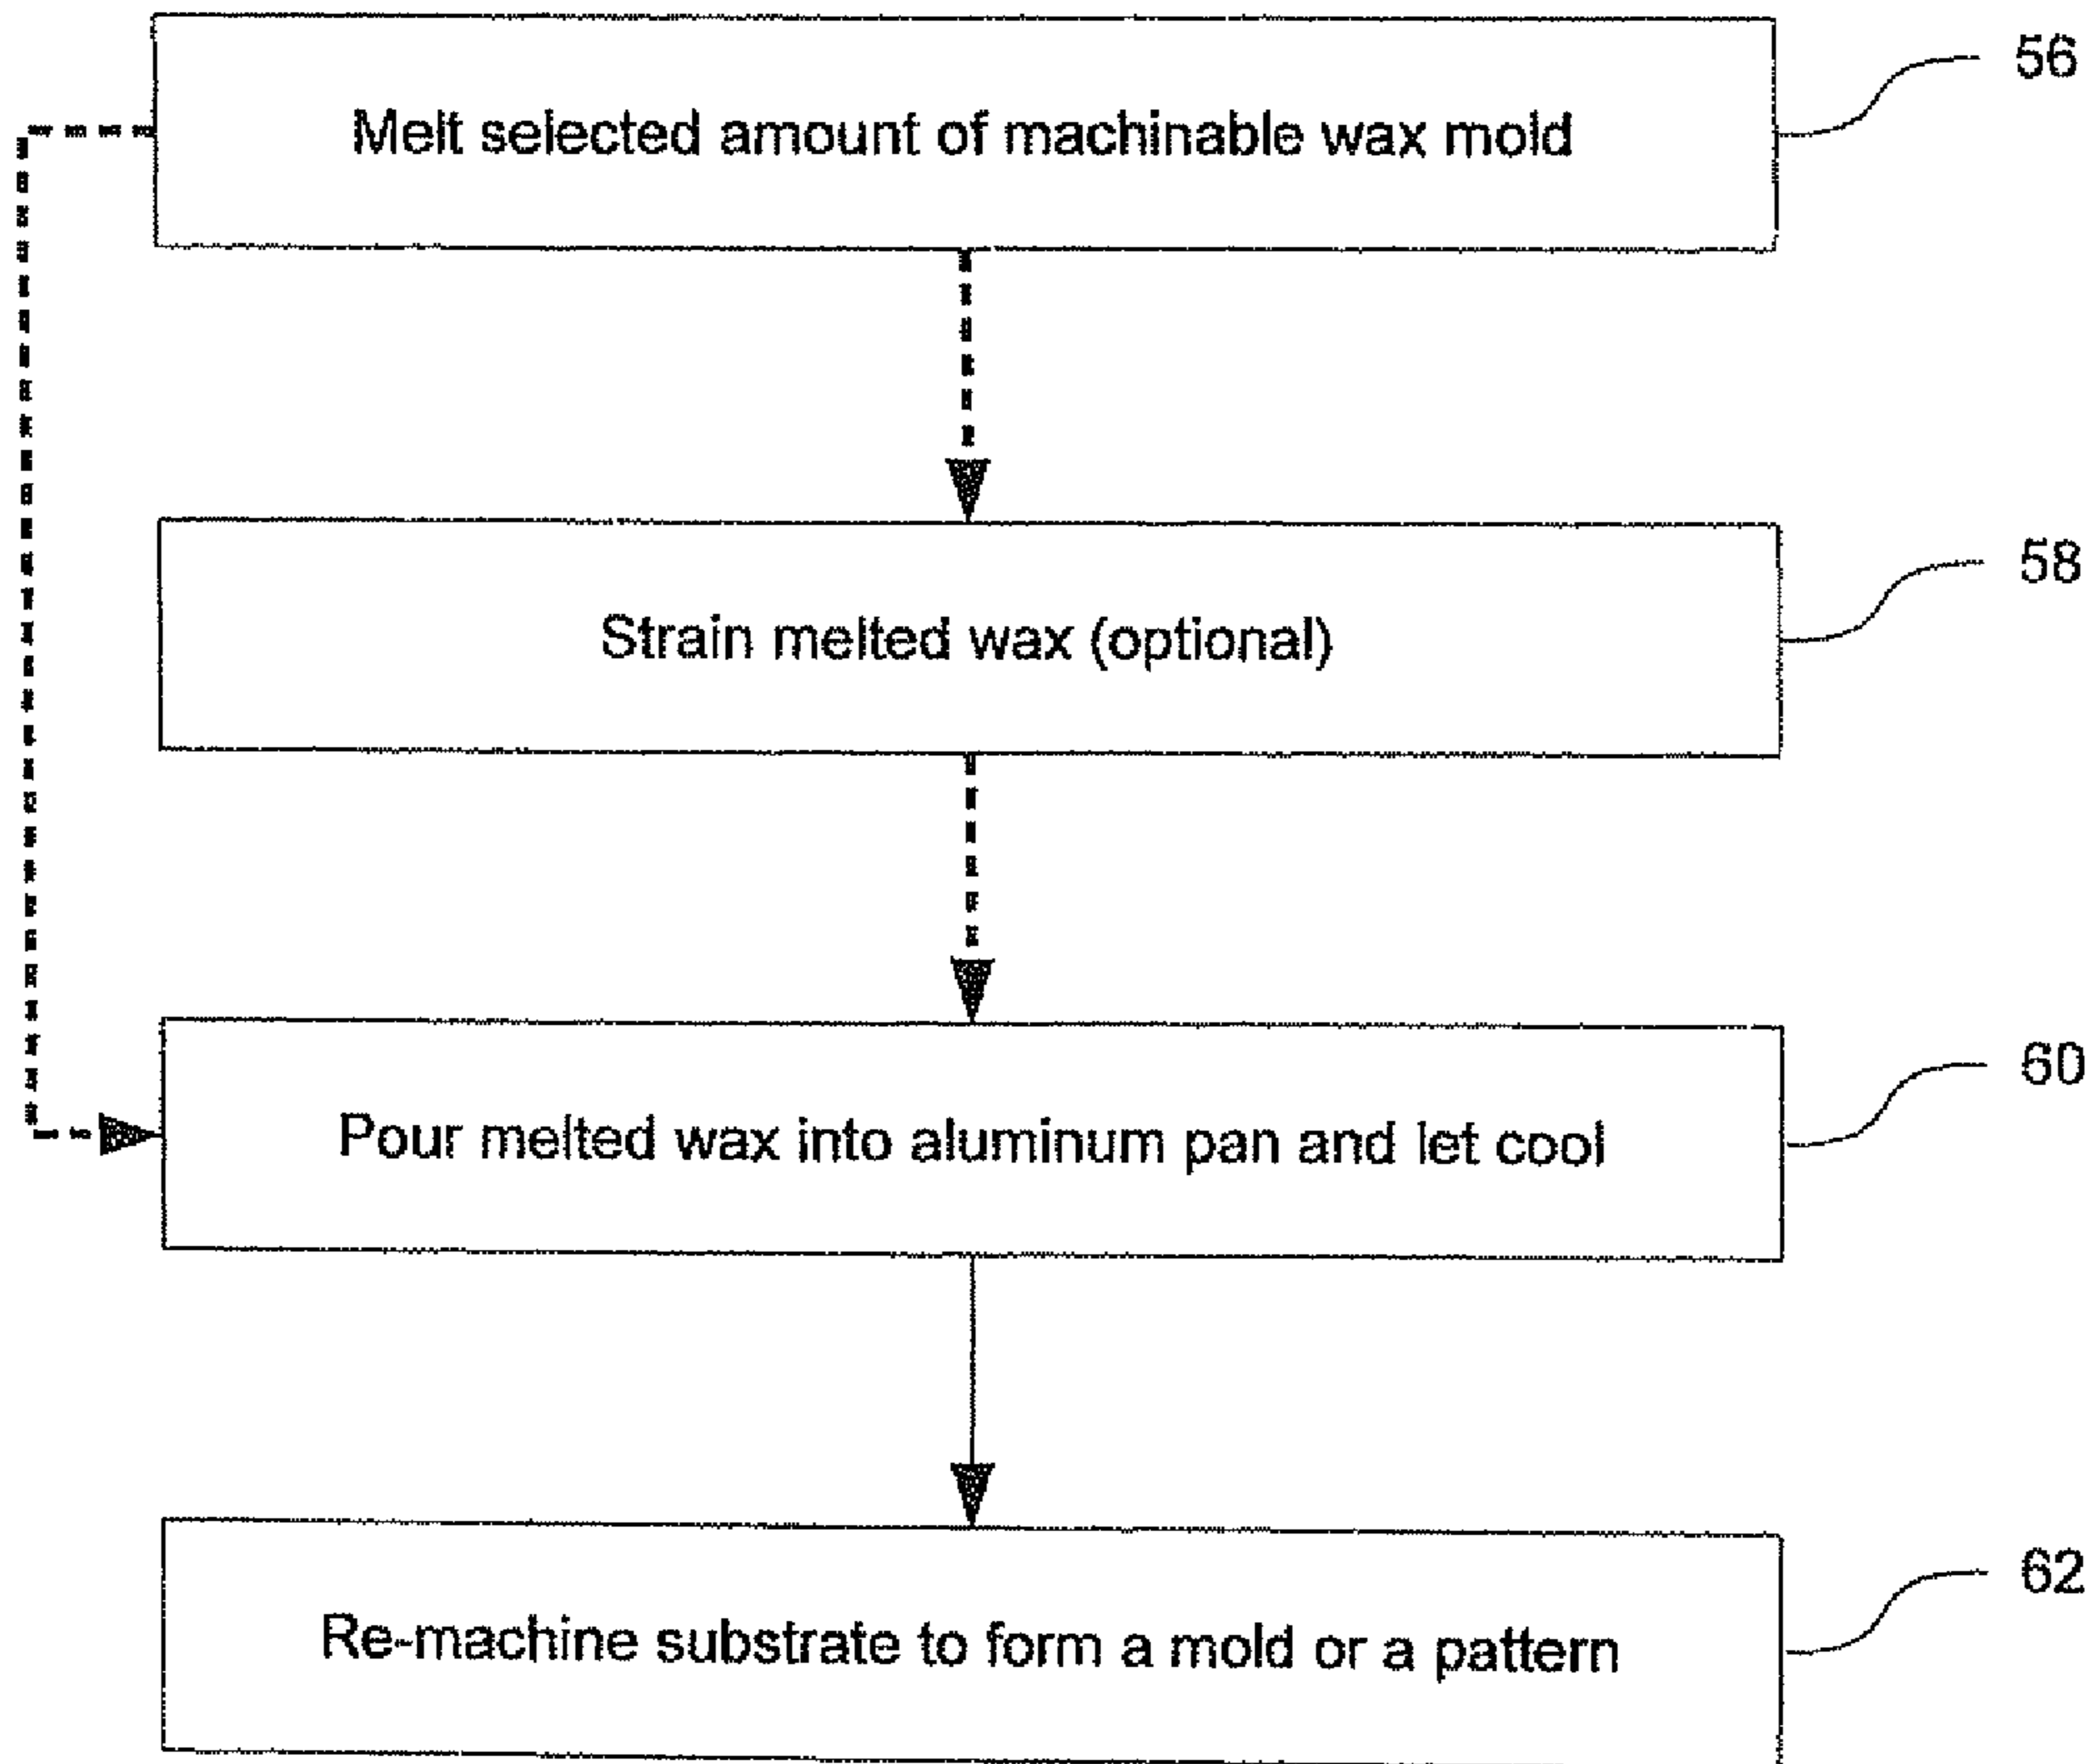 Melt selected amount of machinable wax mold
56
Strain melted wax (optional)
58
Pour melted wax into aluminum pan and let cool
60
Re-machine substrate to form a mold or a pattern
62